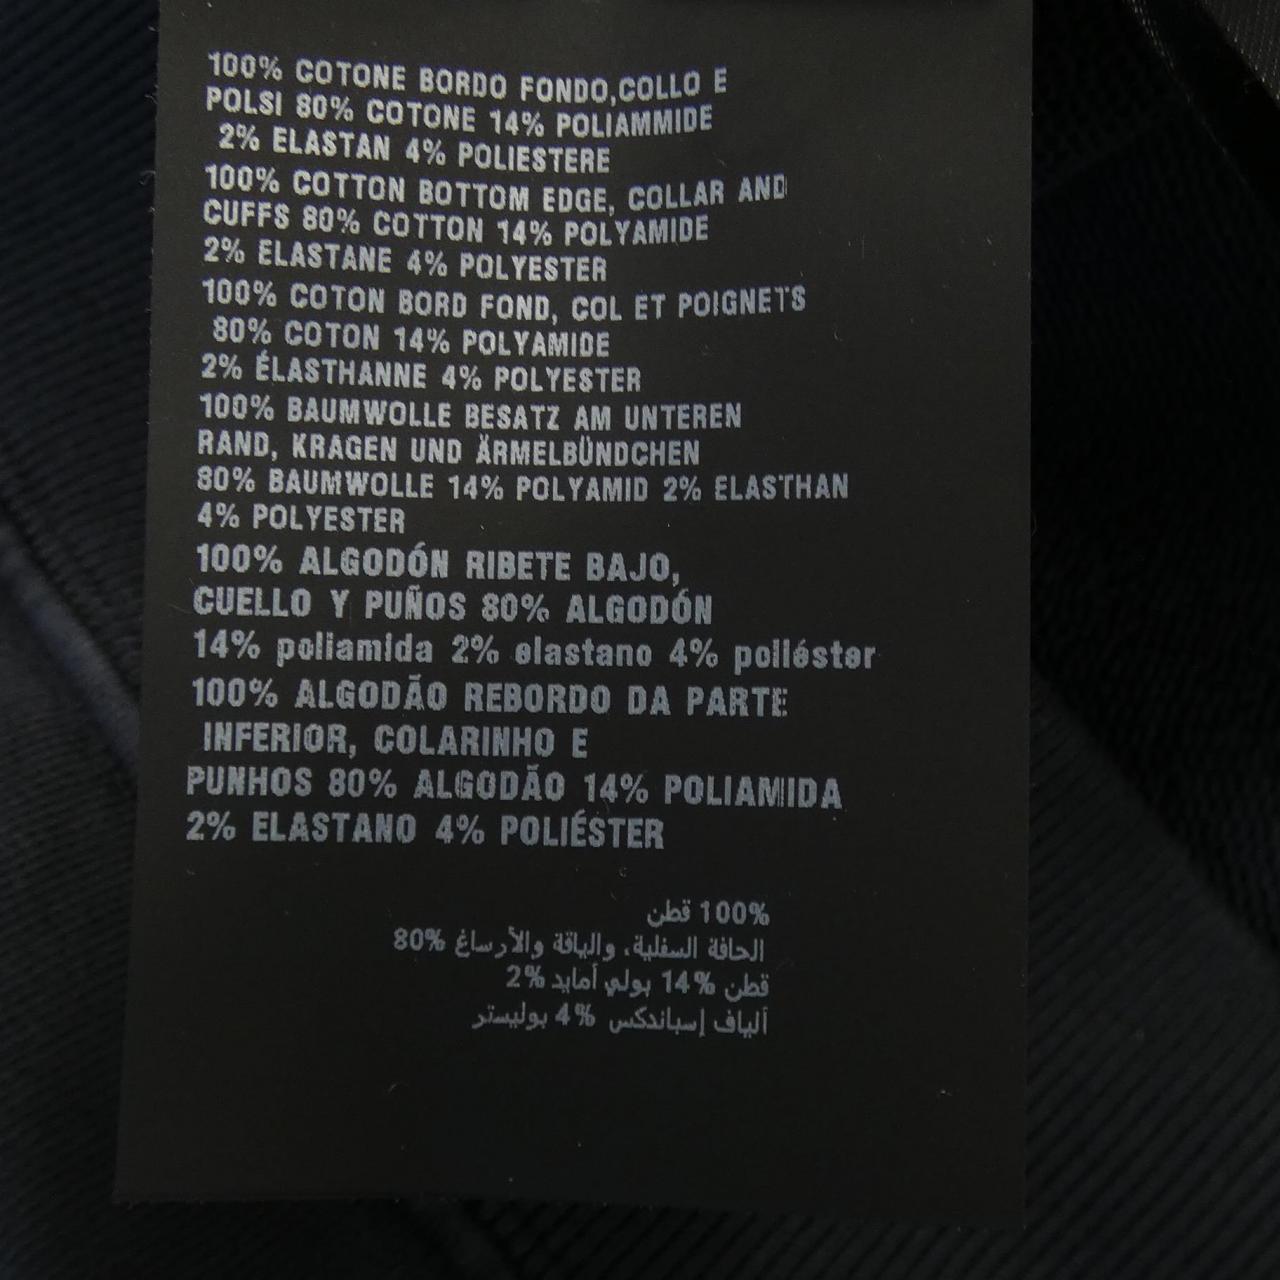 100% COTONE BORDO FONDO,COLLO E
POLSI 80% COTONE 14% POLIAMMIDE
2% ELASTAN 4% POLIESTERE
100% COTTON BOTTOM EDGE, COLLAR AND
CUFFS 80% COTTON 14% POLYAMIDE
2% ELASTANE 4% POLYESTER
100% COTON BORD FOND, COL ET POIGNETS
80% COTON 14% POLYAMIDE
2% ÉLASTHANNE 4% POLYESTER
100% BAUMWOLLE BESATZ AM UNTEREN
RAND, KRAGEN UND ÄRMELBÜNDCHEN
80% BAUMWOLLE 14% POLYAMID 2% ELASTHAN
4% POLYESTER
100% ALGODÓN RIBETE BAJO,
CUELLO Y PUÑOS 80% ALGODÓN
14% poliamida 2% elastano 4% poliéster
100% ALGODÃO REBORDO DA PARTE
INFERIOR, COLARINHO E
PUNHOS 80% ALGODÃO 14% POLIAMIDA
2% ELASTANO 4% POLIÉSTER
100% قطن
الحافة السفلية، والياقة والأرساغ 80%
قطن 14% بولي أمايد 2%
ألياف إسباندكس 4% بوليستر